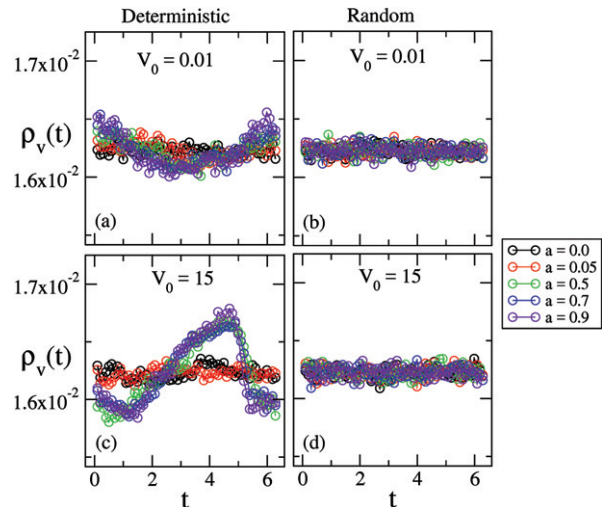 Deterministic Random
1.7x10⁻² V₀ = 0.01 V₀ = 0.01
ρᵥ(t)
1.6x10⁻²
(a) (b)
a = 0.0
a = 0.05
a = 0.5
a = 0.7
a = 0.9
1.7x10⁻² V₀ = 15 V₀ = 15
ρᵥ(t)
1.6x10⁻²
(c) (d)
0 2 4 6 0 2 4 6
t t